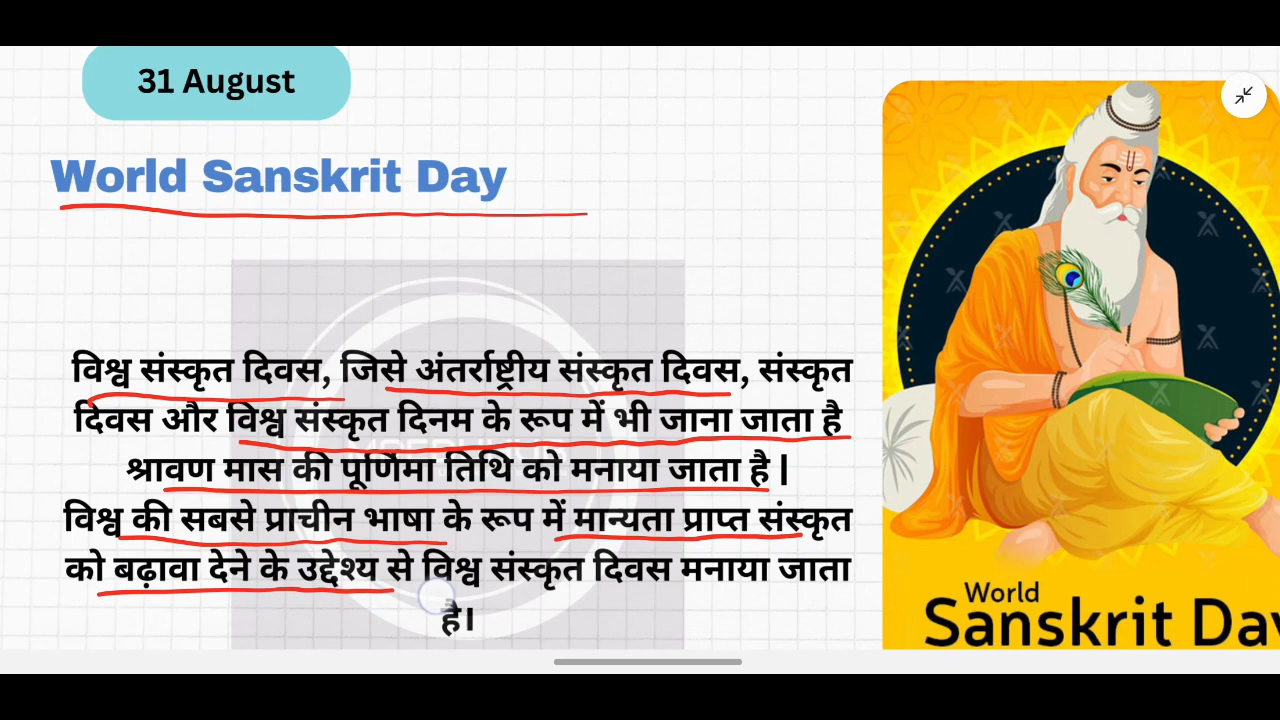 31 August
World Sanskrit Day
विश्व संस्कृत दिवस, जिसे अंतर्राष्ट्रीय संस्कृत दिवस, संस्कृत
दिवस और विश्व संस्कृत दिनम के रूप में भी जाना जाता है
श्रावण मास की पूर्णिमा तिथि को मनाया जाता है |
विश्व की सबसे प्राचीन भाषा के रूप में मान्यता प्राप्त संस्कृत
को बढ़ावा देने के उद्देश्य से विश्व संस्कृत दिवस मनाया जाता
है।
World
Sanskrit Day